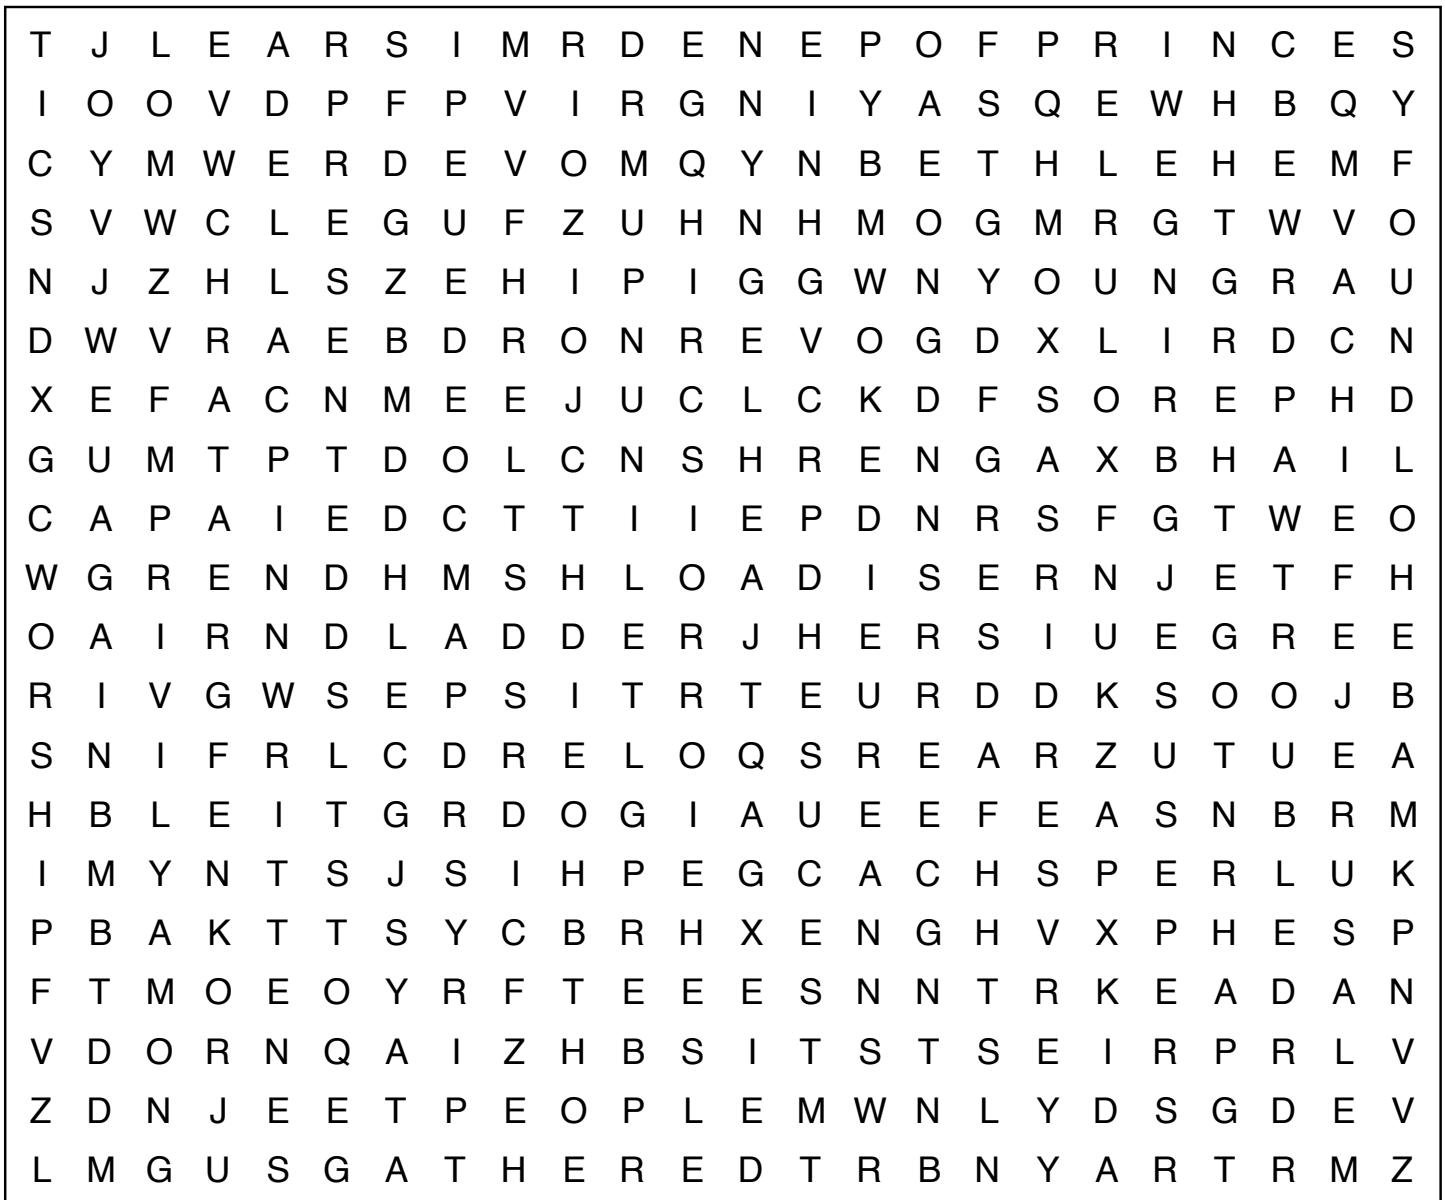 T J L E A R S I M R D E N E P O F P R I N C E S
I O O V D P F P V I R G N I Y A S Q E W H B Q Y
C Y M W E R D E V O M Q Y N B E T H L E H E M F
S V W C L E G U F Z U H N H M O G M R G T W V O
N J Z H L S Z E H I P I G G W N Y O U N G R A U
D W V R A E B D R O N R E V O G D X L I R D C N
X E F A C N M E E J U C L C K D F S O R E P H D
G U M T P T D O L C N S H R E N G A X B H A I L
C A P A I E D C T T I I E P D N R S F G T W E O
W G R E N D H M S H L O A D I S E R N J E T F H
O A I R N D L A D D E R J H E R S I U E G R E E
R I V G W S E P S I T R T E U R D D K S O O J B
S N I F R L C D R E L O Q S R E A R Z U T U E A
H B L E I T G R D O G I A U E E F E A S N B R M
I M Y N T S J S I H P E G C A C H S P E R L U K
P B A K T T S Y C B R H X E N G H V X P H E S P
F T M O E O Y R F T E E E S N N T R K E A D A N
V D O R N Q A I Z H B S I T S T S E I R P R L V
Z D N J E E T P E O P L E M W N L Y D S G D E V
L M G U S G A T H E R E D T R B N Y A R T R M Z